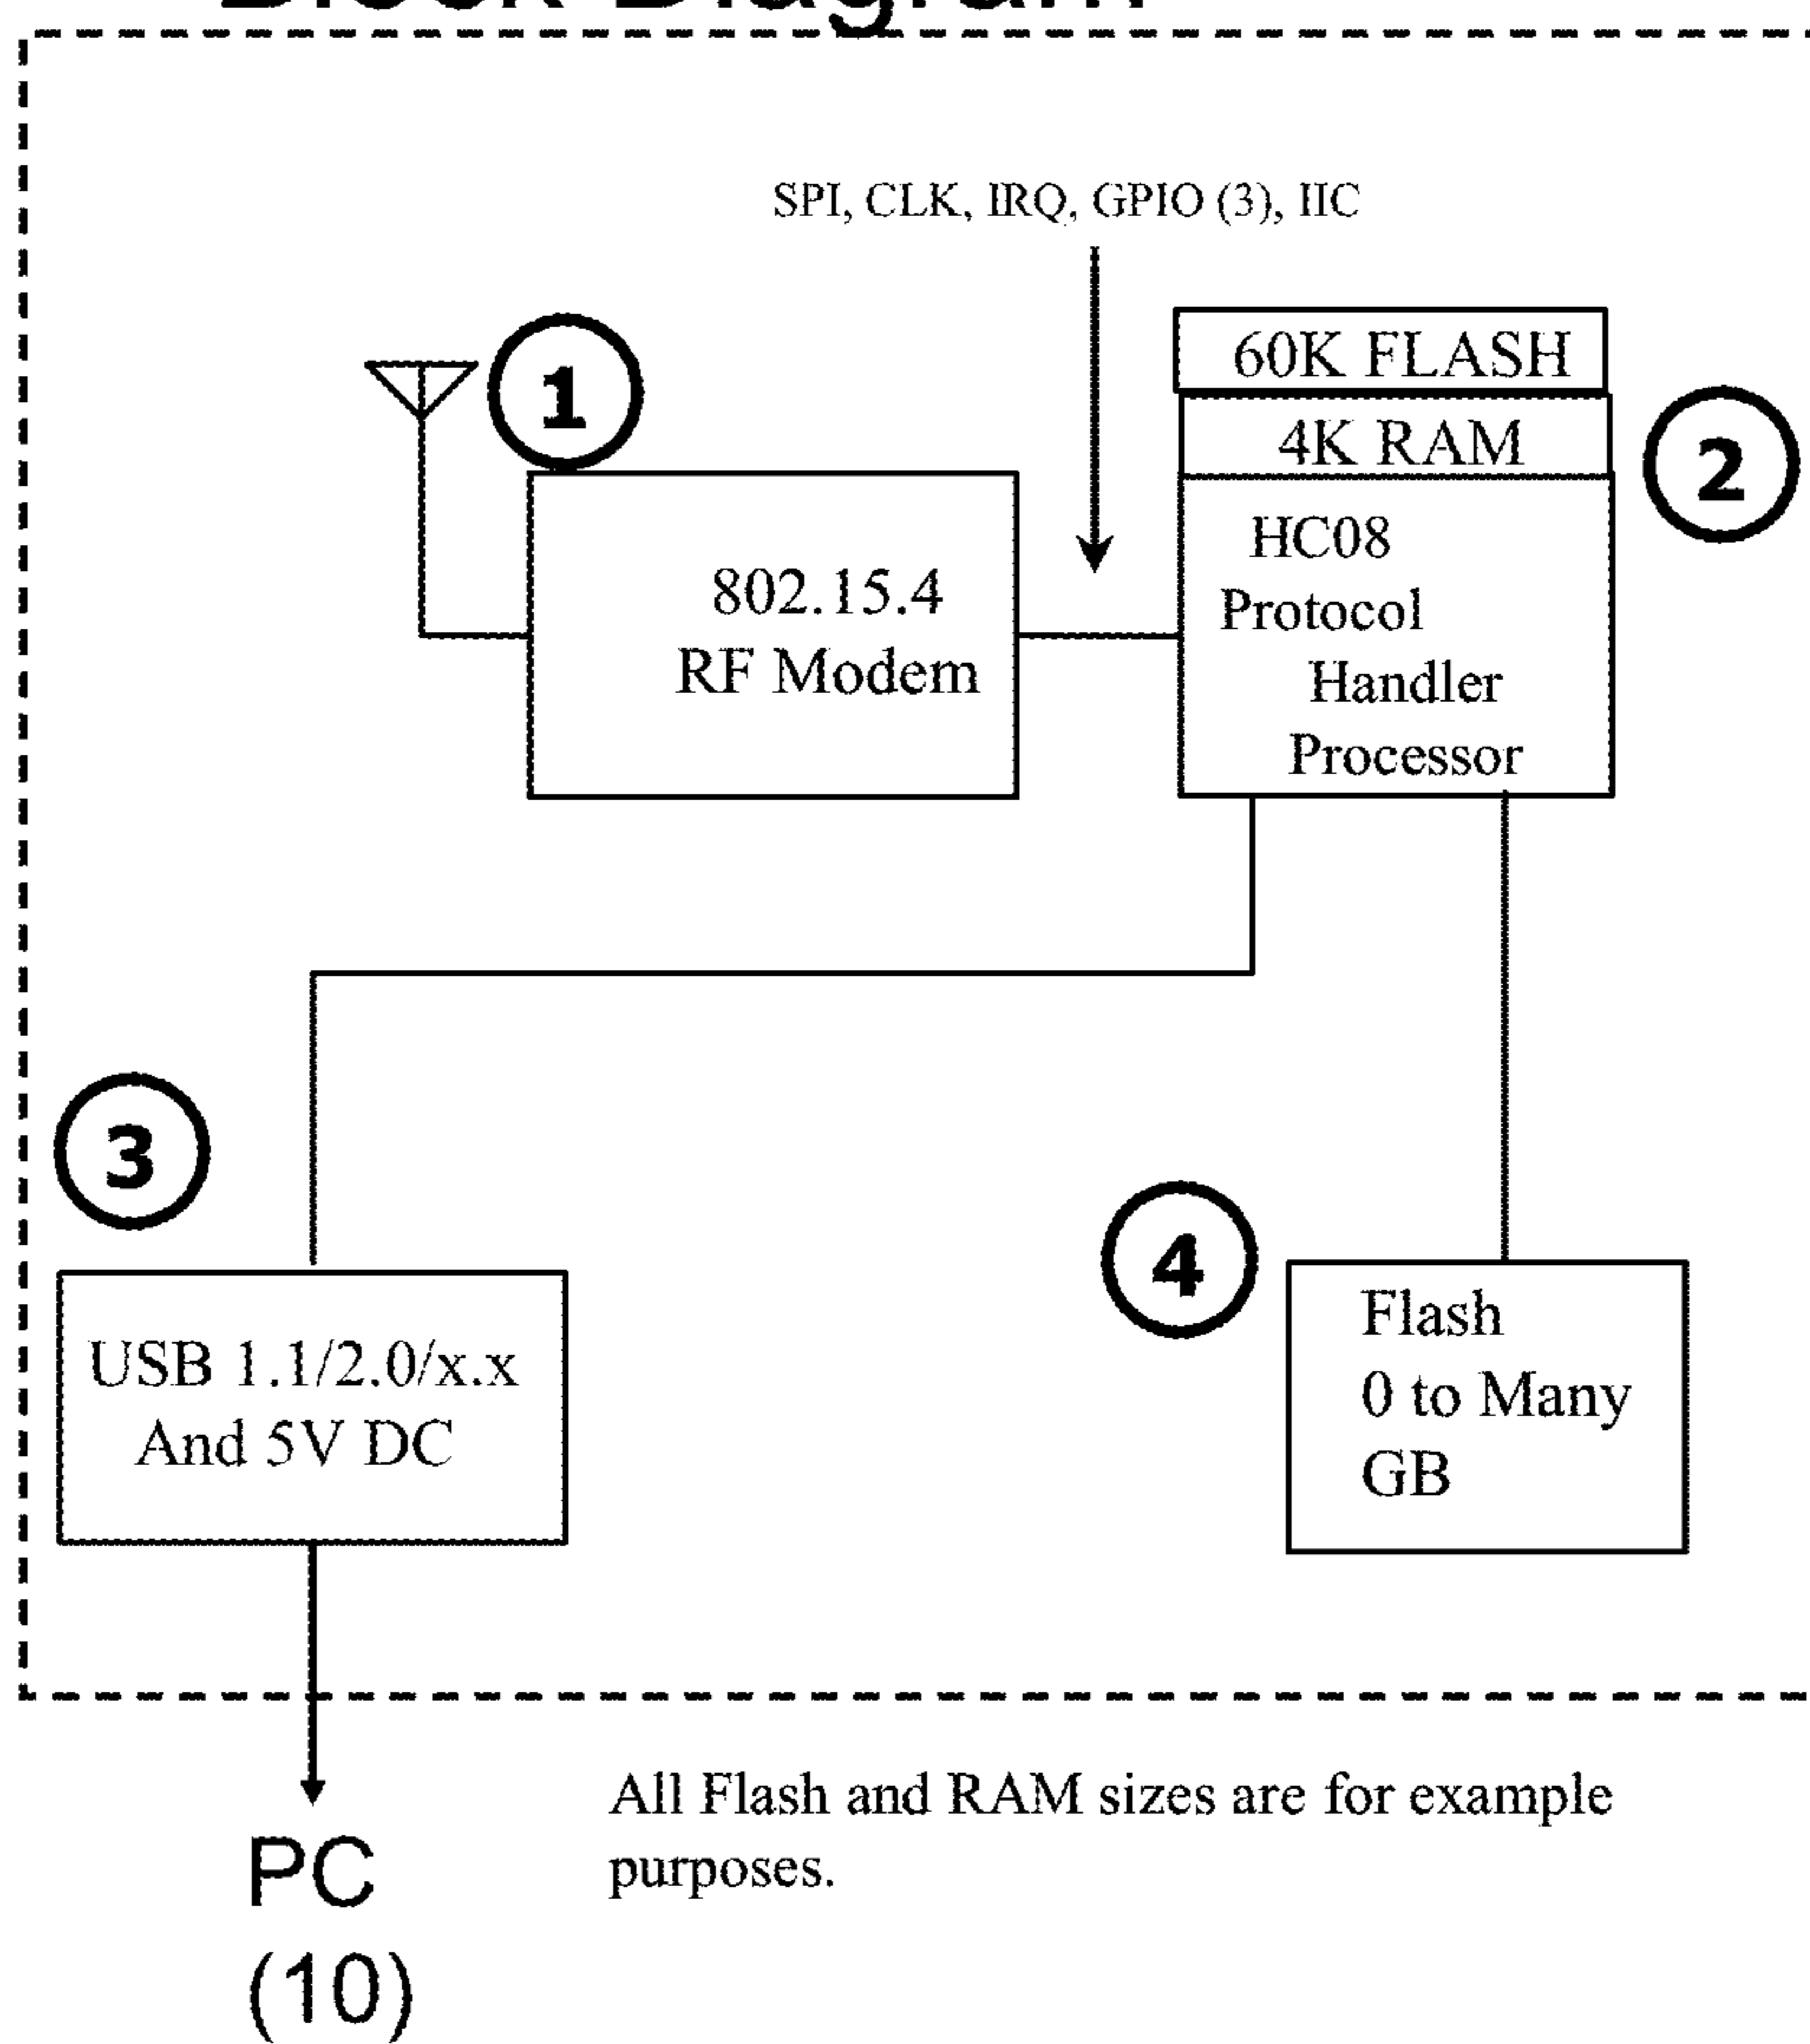 Block Diagram
SPI, CLK, IRQ, GPIO (3), IIC
60K FLASH
4K RAM
1
2
HC08
Protocol
Handler
Processor
802.15.4
RF Modem
3
4
USB 1.1/2.0/x.x
And 5V DC
Flash
0 to Many
GB
All Flash and RAM sizes are for example
purposes.
PC
(10)